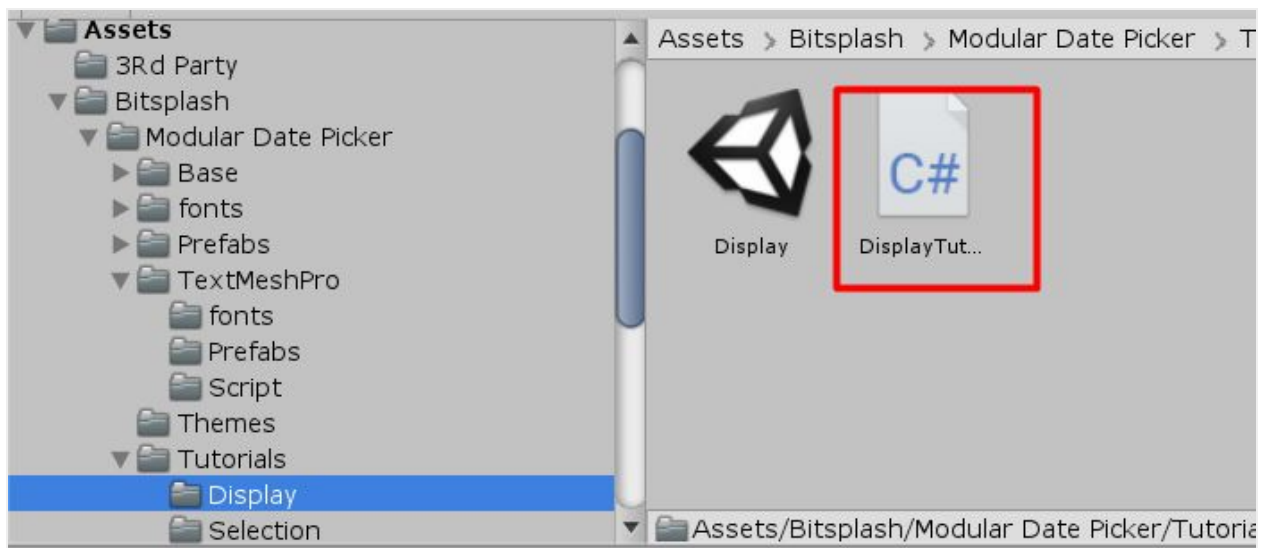 Assets
3Rd Party
Bitsplash
Modular Date Picker
Base
fonts
Prefabs
TextMeshPro
fonts
Prefabs
Script
Themes
Tutorials
Display
Selection
Assets > Bitsplash > Modular Date Picker > T
C#
Display
DisplayTut...
Assets/Bitsplash/Modular Date Picker/Tutoria